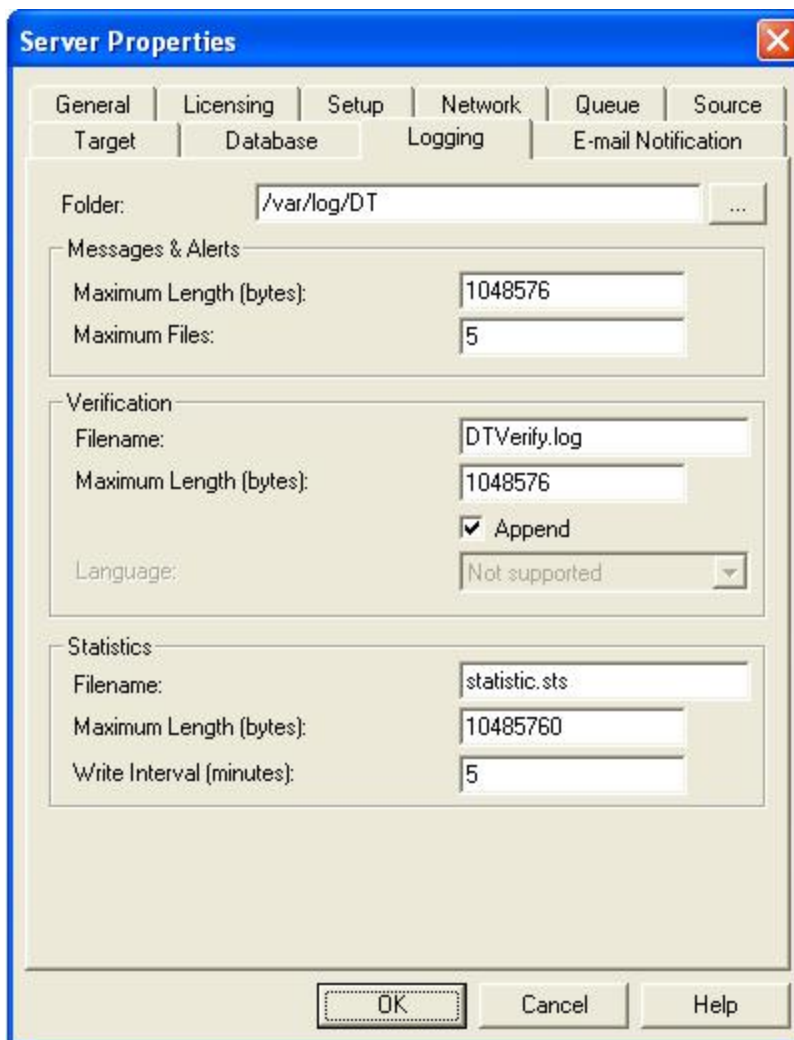 Server Properties
General Licensing Setup Network Queue Source
Target Database Logging E-mail Notification
Folder: /var/log/DT ...
Messages & Alerts
Maximum Length (bytes): 1048576
Maximum Files: 5
Verification
Filename: DTVerify.log
Maximum Length (bytes): 1048576
Append
Language: Not supported
Statistics
Filename: statistic.sts
Maximum Length (bytes): 10485760
Write Interval (minutes): 5
OK Cancel Help